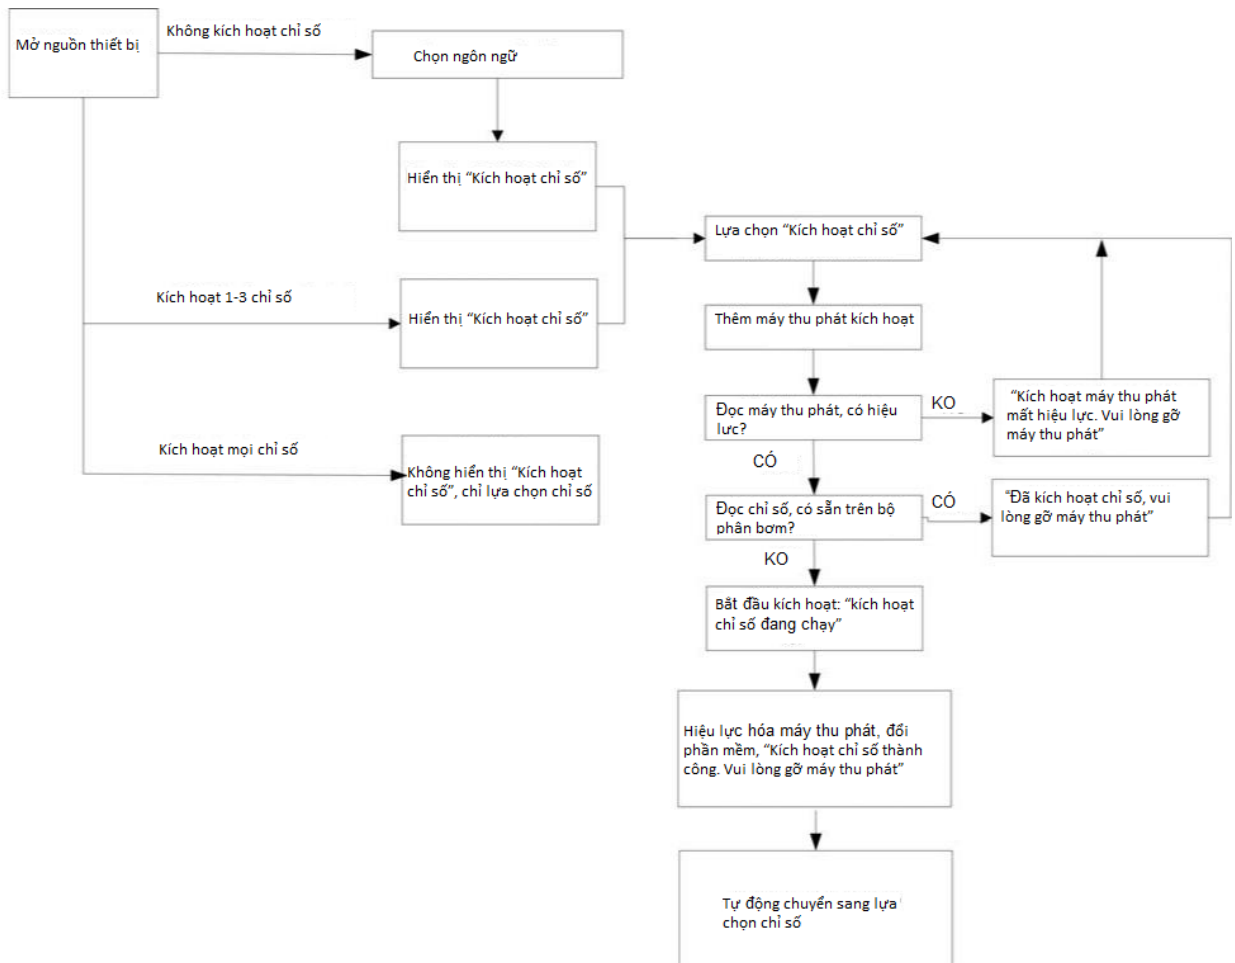 Mở nguồn thiết bị
Không kích hoạt chỉ số
Chọn ngôn ngữ
Hiển thị “Kích hoạt chỉ số”
Lựa chọn “Kích hoạt chỉ số”
Kích hoạt 1-3 chỉ số
Hiển thị “Kích hoạt chỉ số”
Thêm máy thu phát kích hoạt
Đọc máy thu phát, có hiệu
lưc?
KO
“Kích hoạt máy thu phát
mất hiệu lực. Vui lòng gỡ
máy thu phát”
Kích hoạt mọi chỉ số
Không hiển thị “Kích hoạt
chỉ số”, chỉ lựa chọn chỉ số
CÓ
Đọc chỉ số, có sẵn trên bộ
phân bơm?
CÓ
“Đã kích hoạt chỉ số, vui
lòng gỡ máy thu phát”
KO
Bắt đầu kích hoạt: “kích hoạt
chỉ số đang chạy”
Hiệu lực hóa máy thu phát, đổi
phần mềm, “Kích hoạt chỉ số thành
công. Vui lòng gỡ máy thu phát”
Tự động chuyển sang lựa
chọn chỉ số